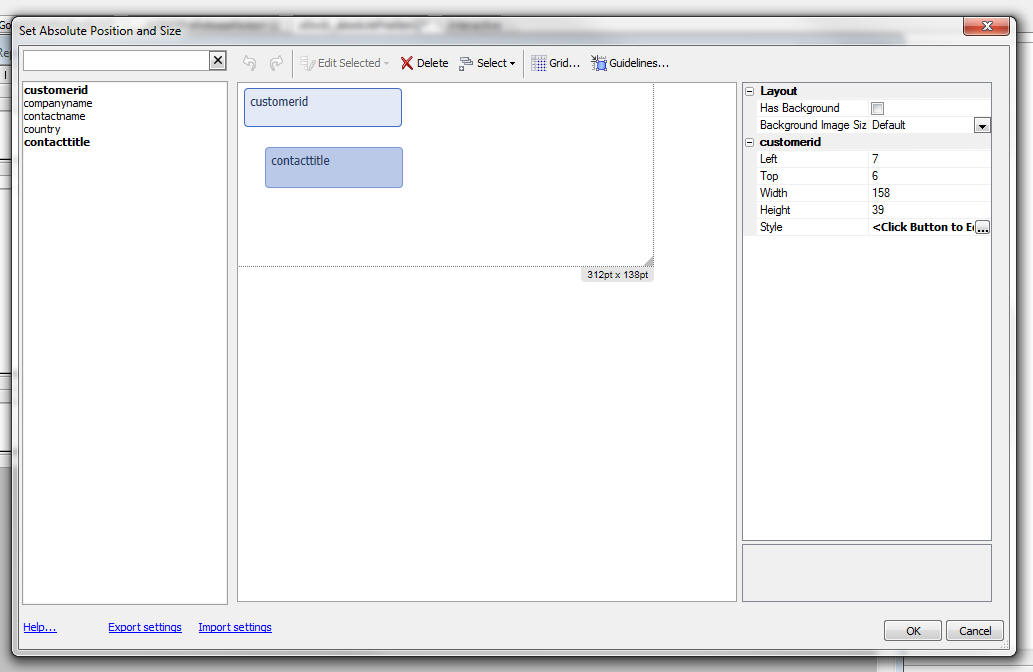 Set Absolute Position and Size
Edit Selected
Delete
Select
Grid...
Guidelines...
customerid
companyname
contactname
country
contacttitle
customerid
contacttitle
312pt x 138pt
Layout
Has Background
Background Image Siz Default
customerid
Left 7
Top 6
Width 158
Height 39
Style <Click Button to E
Help...
Export settings
Import settings
OK
Cancel